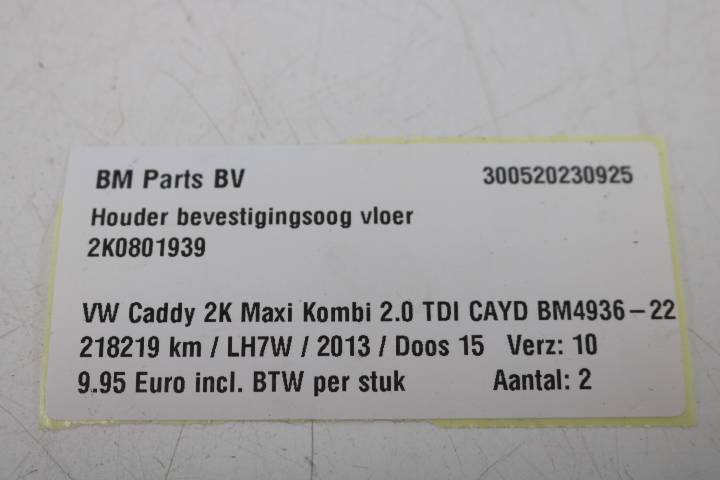 BM Parts BV 300520230925
Houder bevestigingsoog vloer
2K0801939
VW Caddy 2K Maxi Kombi 2.0 TDI CAYD BM4936-22
218219 km / LH7W / 2013 / Doos 15 Verz: 10
9.95 Euro incl. BTW per stuk Aantal: 2